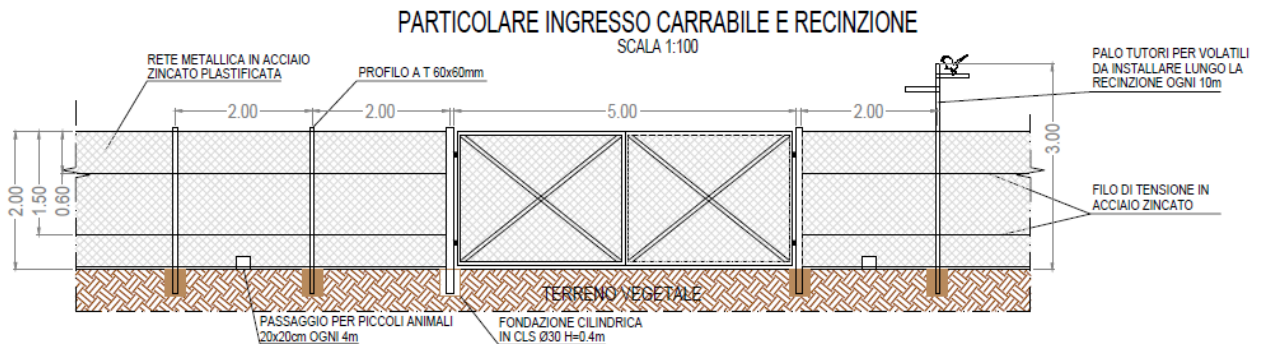 PARTICOLARE INGRESSO CARRABILE E RECINZIONE
SCALA 1:100
RETE METALLICA IN ACCIAIO
ZINCATO PLASTIFICATA
PROFILO A T 60x60mm
PALO TUTORI PER VOLATILI
DA INSTALLARE LUNGO LA
RECINZIONE OGNI 10m
2.00
2.00
5.00
2.00
3.00
2.00
1.50
0.60
FILO DI TENSIONE IN
ACCIAIO ZINCATO
TERRENO VEGETALE
PASSAGGIO PER PICCOLI ANIMALI
20x20cm OGNI 4m
FONDAZIONE CILINDRICA
IN CLS Ø30 H=0.4m